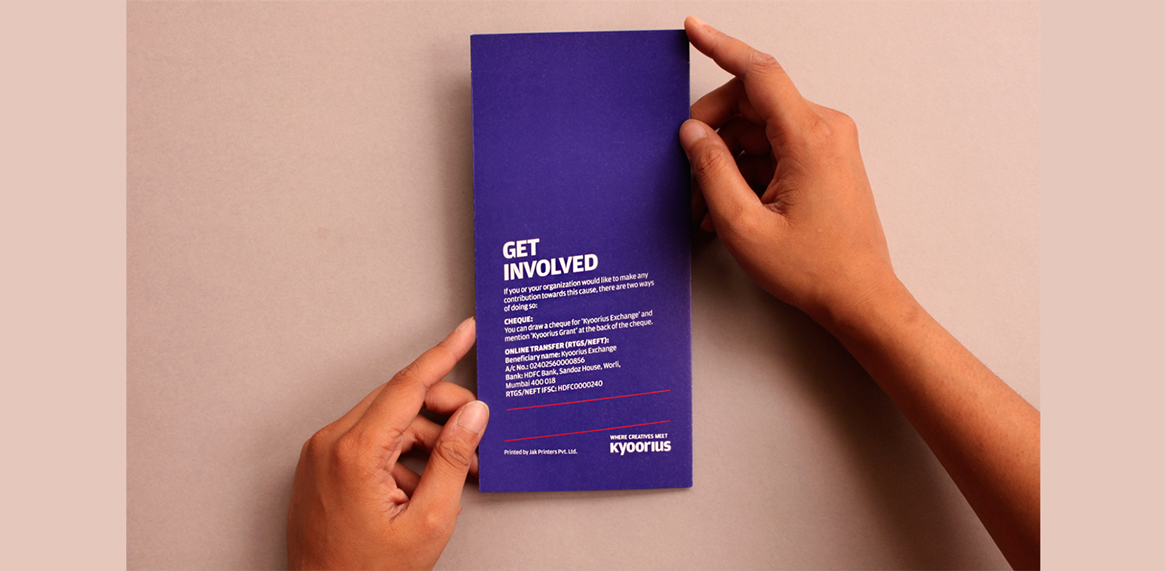 GET
INVOLVED
If you or your organization would like to make any
contribution towards this cause, there are two ways
of doing so:
CHEQUE:
You can draw a cheque for 'Kyoorius Exchange' and
mention 'Kyoorius Grant' at the back of the cheque.
ONLINE TRANSFER (RTGS/NEFT):
Beneficiary name: Kyoorius Exchange
A/c No.: 02402560000856
Bank: HDFC Bank, Sandoz House, Worli,
Mumbai 400 018
RTGS/NEFT IFSC: HDFC0000240
Printed by Jak Printers Pvt. Ltd.
WHERE CREATIVES MEET
kyoorius